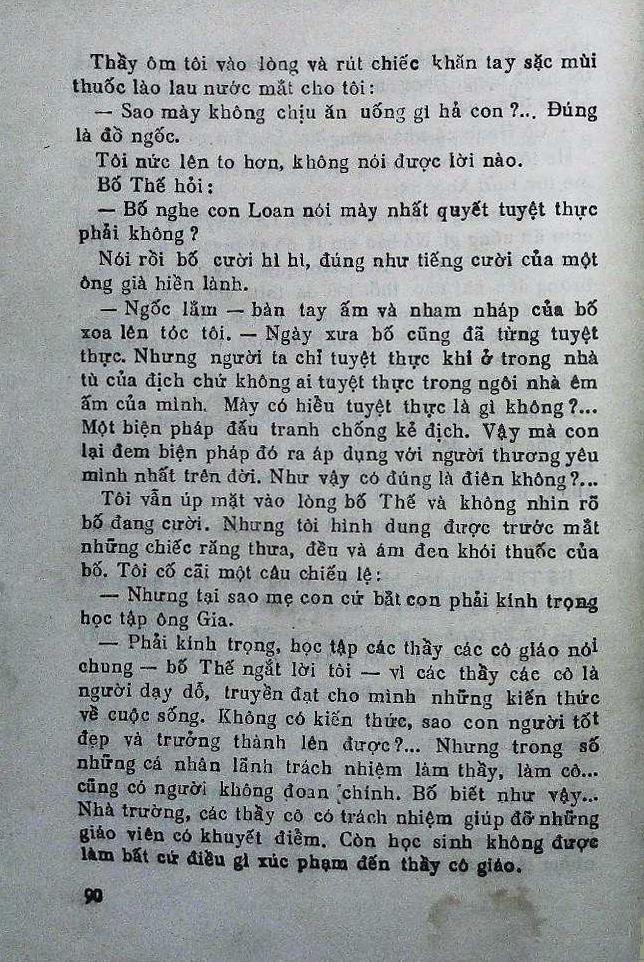 Thầy ôm tôi vào lòng và rút chiếc khăn tay sặc mùi
thuốc lào lau nước mắt cho tôi :
— Sao mày không chịu ăn uống gì hả con ?... Đúng
là đồ ngốc.
Tôi nức lên to hơn, không nói được lời nào.
Bố Thế hỏi :
— Bố nghe con Loan nói mày nhất quyết tuyệt thực
phải không ?
Nói rồi bố cười hì hì, đúng như tiếng cười của một
ông già hiền lành.
— Ngốc lắm — bàn tay ấm và nham nháp của bố
xoa lên tóc tôi. — Ngày xưa bố cũng đã từng tuyệt
thực. Nhưng người ta chỉ tuyệt thực khi ở trong nhà
tù của địch chứ không ai tuyệt thực trong ngôi nhà êm
ấm của mình. Mày có hiểu tuyệt thực là gì không ?...
Một biện pháp đấu tranh chống kẻ địch. Vậy mà con
lại đem biện pháp đó ra áp dụng với người thương yêu
mình nhất trên đời. Như vậy có đúng là điên không ?...
Tôi vẫn úp mặt vào lòng bố Thế và không nhìn rõ
bố đang cười. Nhưng tôi hình dung được trước mắt
những chiếc răng thưa, đều và ám đen khói thuốc của
bố. Tôi cố cãi một câu chiếu lệ :
— Nhưng tại sao mẹ con cứ bắt con phải kính trọng
học tập ông Gia.
— Phải kính trọng, học tập các thầy các cô giáo nói
chung — bố Thế ngắt lời tôi — vì các thầy các cô là
người dạy dỗ, truyền đạt cho mình những kiến thức
về cuộc sống. Không có kiến thức, sao con người tốt
đẹp và trưởng thành lên được ?... Nhưng trong số
những cá nhân lãnh trách nhiệm làm thầy, làm cô...
cũng có người không đoan chính. Bố biết như vậy...
Nhà trường, các thầy cô có trách nhiệm giúp đỡ những
giáo viên có khuyết điểm. Còn học sinh không được
làm bất cứ điều gì xúc phạm đến thầy cô giáo.
90